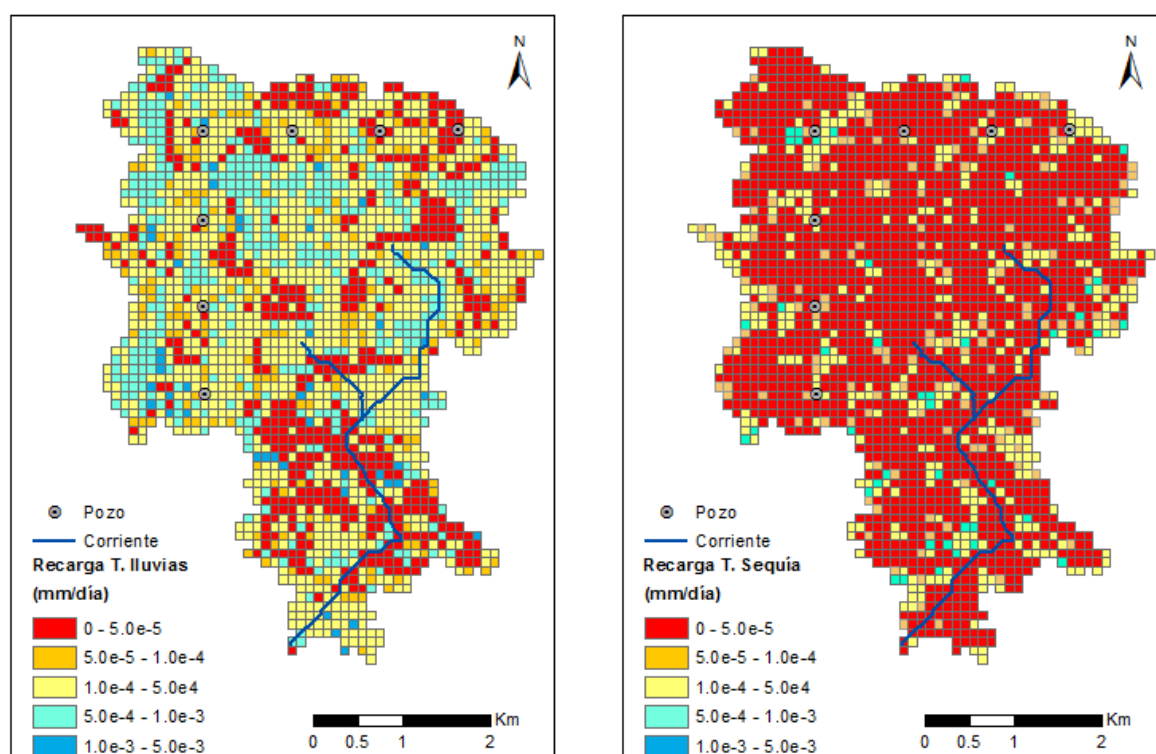 N
Pozo
Corriente
Recarga T. lluvias
(mm/día)
0 - 5.0e-5
5.0e-5 - 1.0e-4
1.0e-4 - 5.0e4
5.0e-4 - 1.0e-3
1.0e-3 - 5.0e-3
Km
0 0.5 1 2
N
Pozo
Corriente
Recarga T. Sequía
(mm/día)
0 - 5.0e-5
5.0e-5 - 1.0e-4
1.0e-4 - 5.0e4
5.0e-4 - 1.0e-3
1.0e-3 - 5.0e-3
Km
0 0.5 1 2